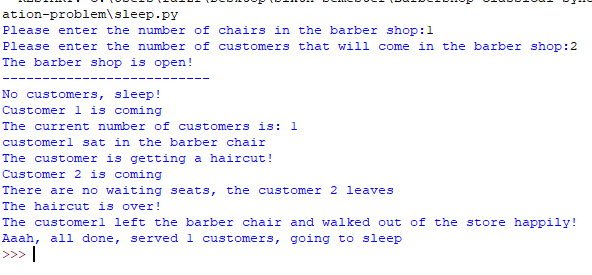 ation-problem\sleep.py
Please enter the number of chairs in the barber shop:1
Please enter the number of customers that will come in the barber shop:2
The barber shop is open!
--------------------------
No customers, sleep!
Customer 1 is coming
The current number of customers is: 1
customer1 sat in the barber chair
The customer is getting a haircut!
Customer 2 is coming
There are no waiting seats, the customer 2 leaves
The haircut is over!
The customer1 left the barber chair and walked out of the store happily!
Aaah, all done, served 1 customers, going to sleep
>>>